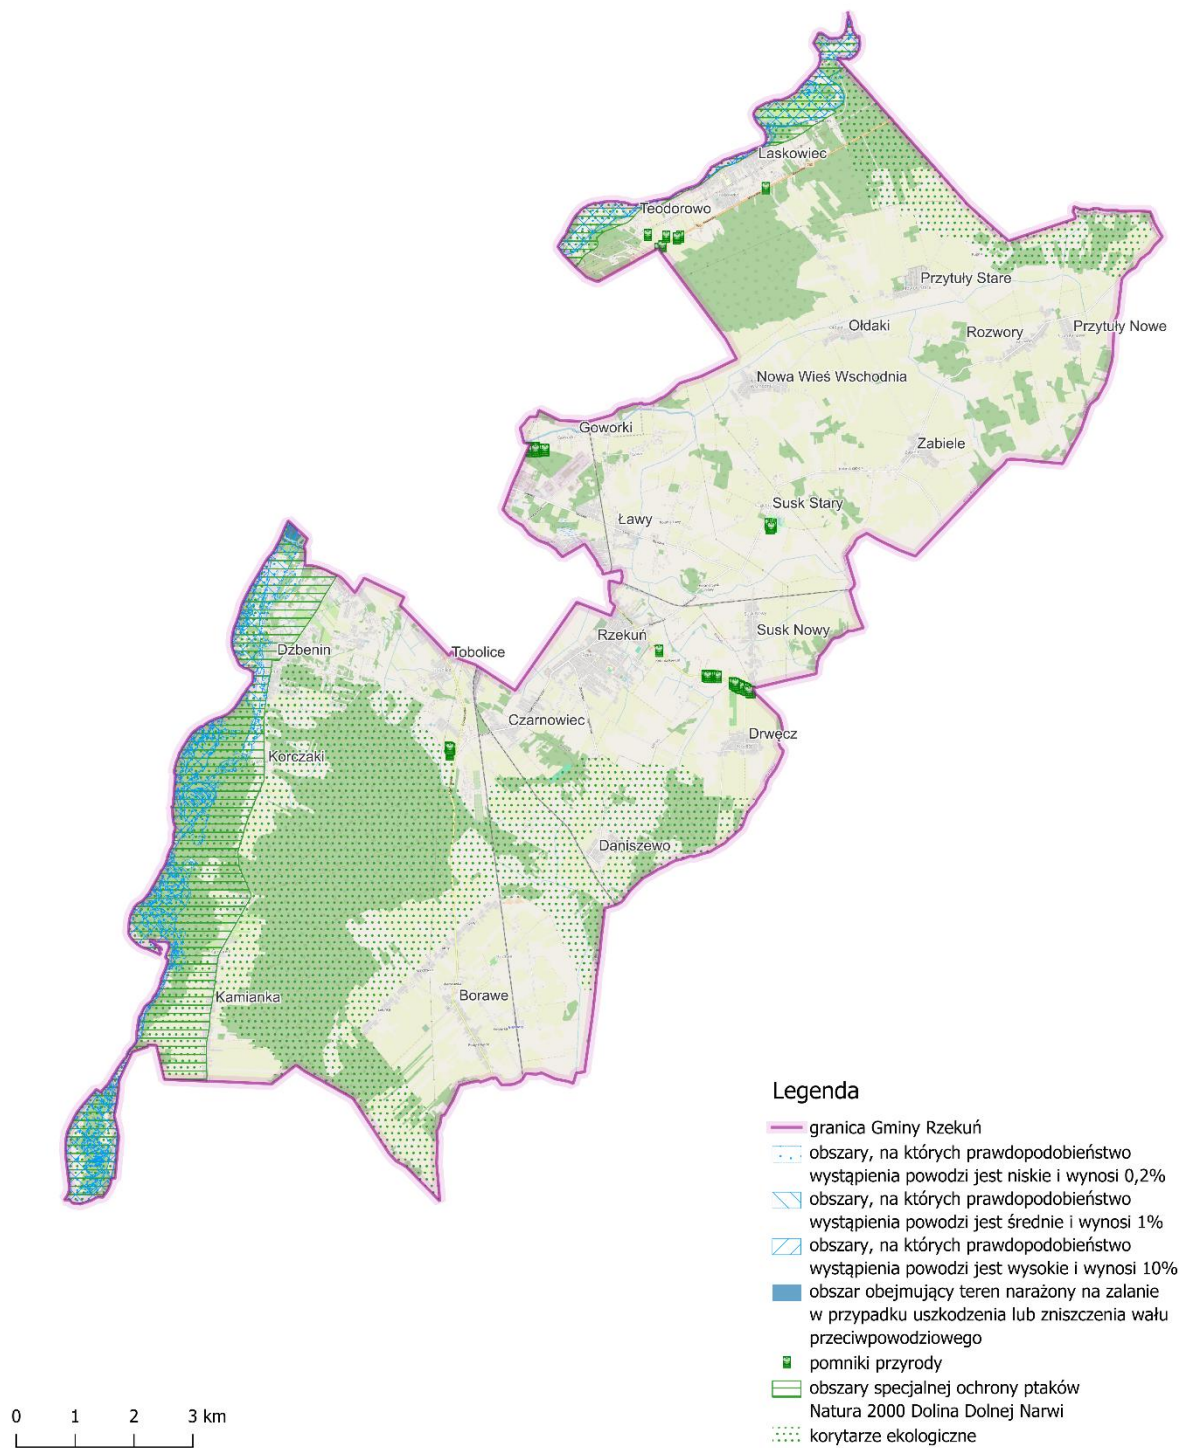 Laskowiec
Teodorowo
Przytuły Stare
Ołdaki
Rozwory
Przytuły Nowe
Nowa Wieś Wschodnia
Goworki
Zabiele
Susk Stary
Ławy
Rzekuń
Susk Nowy
Dzbenin
Tobolice
Czarnowiec
Drwęcz
Korczaki
Daniszewo
Kamianka
Borawe
Legenda
granica Gminy Rzekuń
obszary, na których prawdopodobieństwo
wystąpienia powodzi jest niskie i wynosi 0,2%
obszary, na których prawdopodobieństwo
wystąpienia powodzi jest średnie i wynosi 1%
obszary, na których prawdopodobieństwo
wystąpienia powodzi jest wysokie i wynosi 10%
obszar obejmujący teren narażony na zalanie
w przypadku uszkodzenia lub zniszczenia wału
przeciwpowodziowego
pomniki przyrody
obszary specjalnej ochrony ptaków
Natura 2000 Dolina Dolnej Narwi
korytarze ekologiczne
0 1 2 3 km